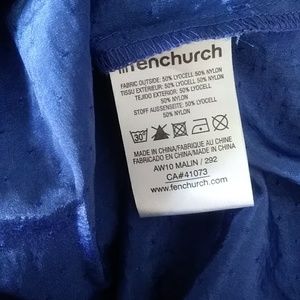 fenchurch
FABRIC OUTSIDE: 50% LYOCELL 50% NYLON
TISSU EXTERIEUR: 50% LYOCELL
50% NYLON
TEJIDO EXTERIOR: 50% LYOCELL
50% NYLON
STOFF AUSSENSEITE: 50% LYOCELL
50% NYLON
30°
MADE IN CHINA/FABRIQUE AU CHINE
FABRICADO EN CHINA/MADE IN CHINA
AW10 MALIN / 292
CA#41073
www.fenchurch.com